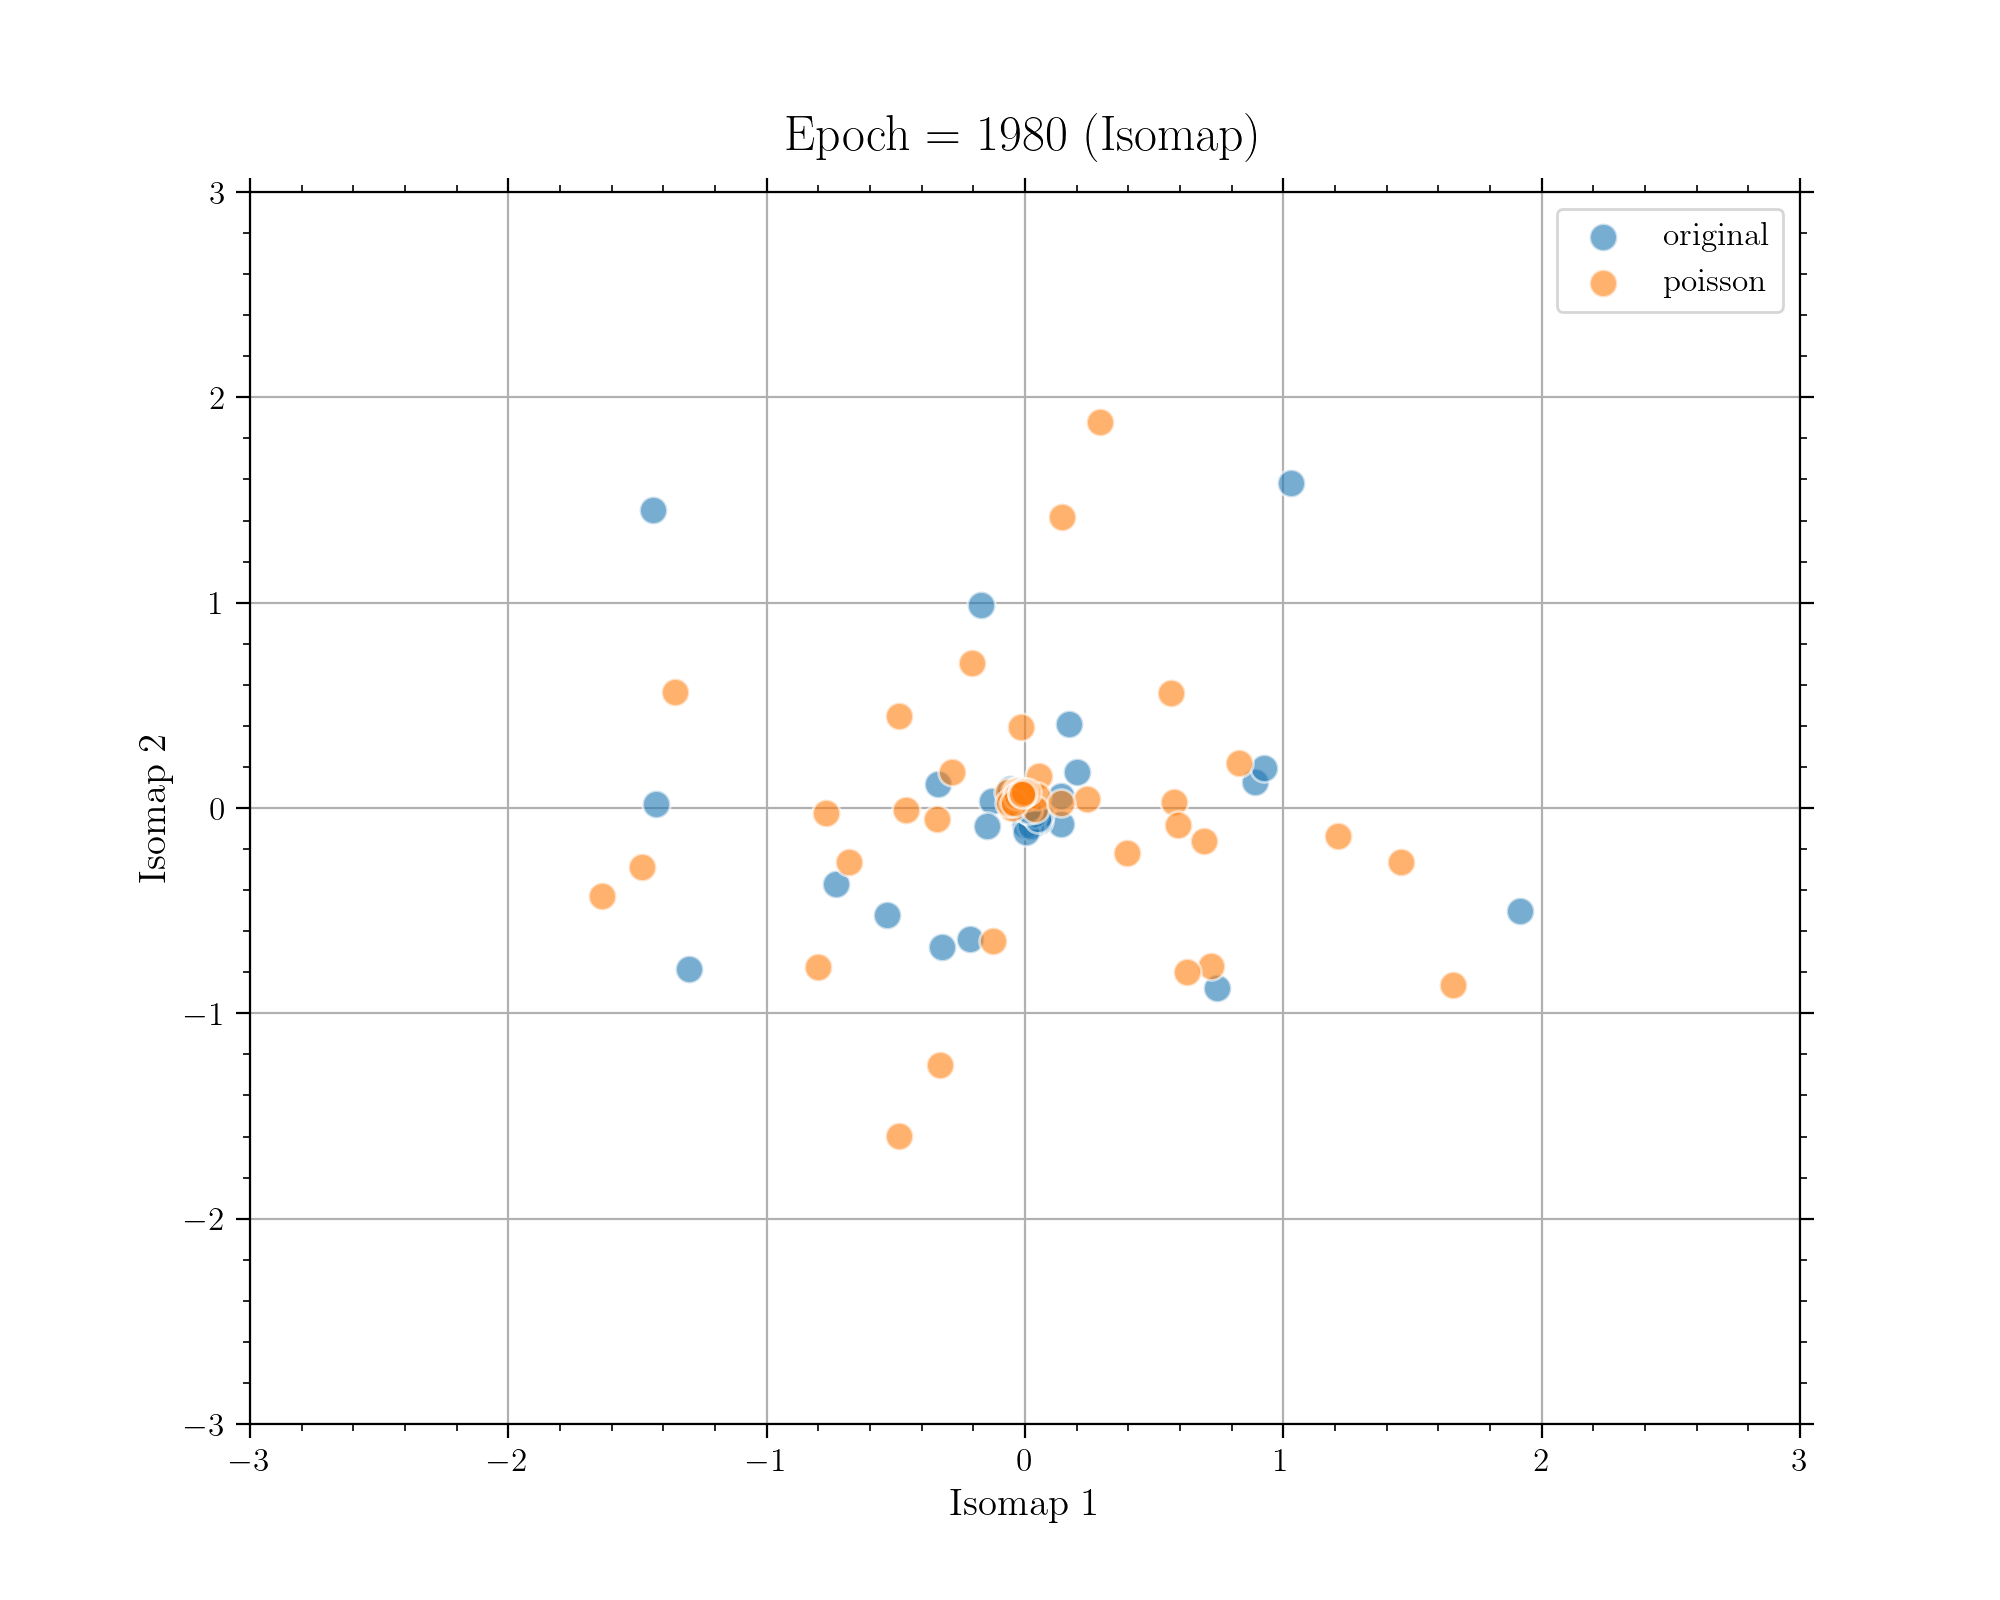 Epoch = 1980 (Isomap)
original
poisson
3
2
1
0
−1
−2
−3
Isomap 2
−3 −2 −1 0 1 2 3
Isomap 1